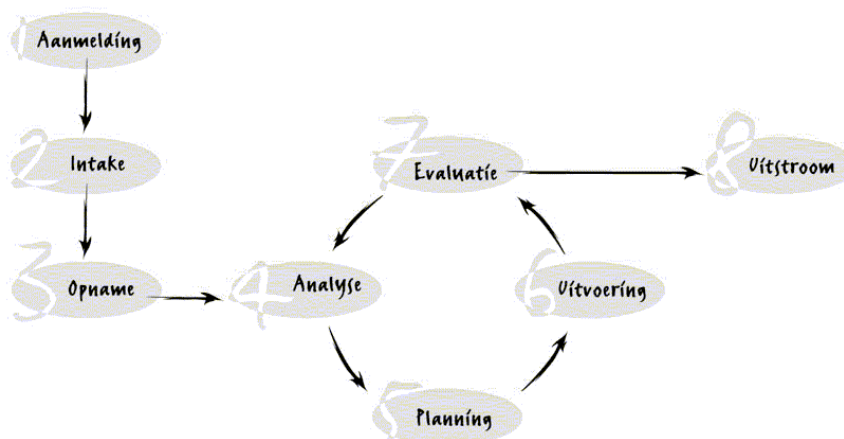 1 Aanmelding
2 Intake
3 Opname
4 Analyse
5 Planning
6 Uitvoering
7 Evaluatie
8 Uitstroom